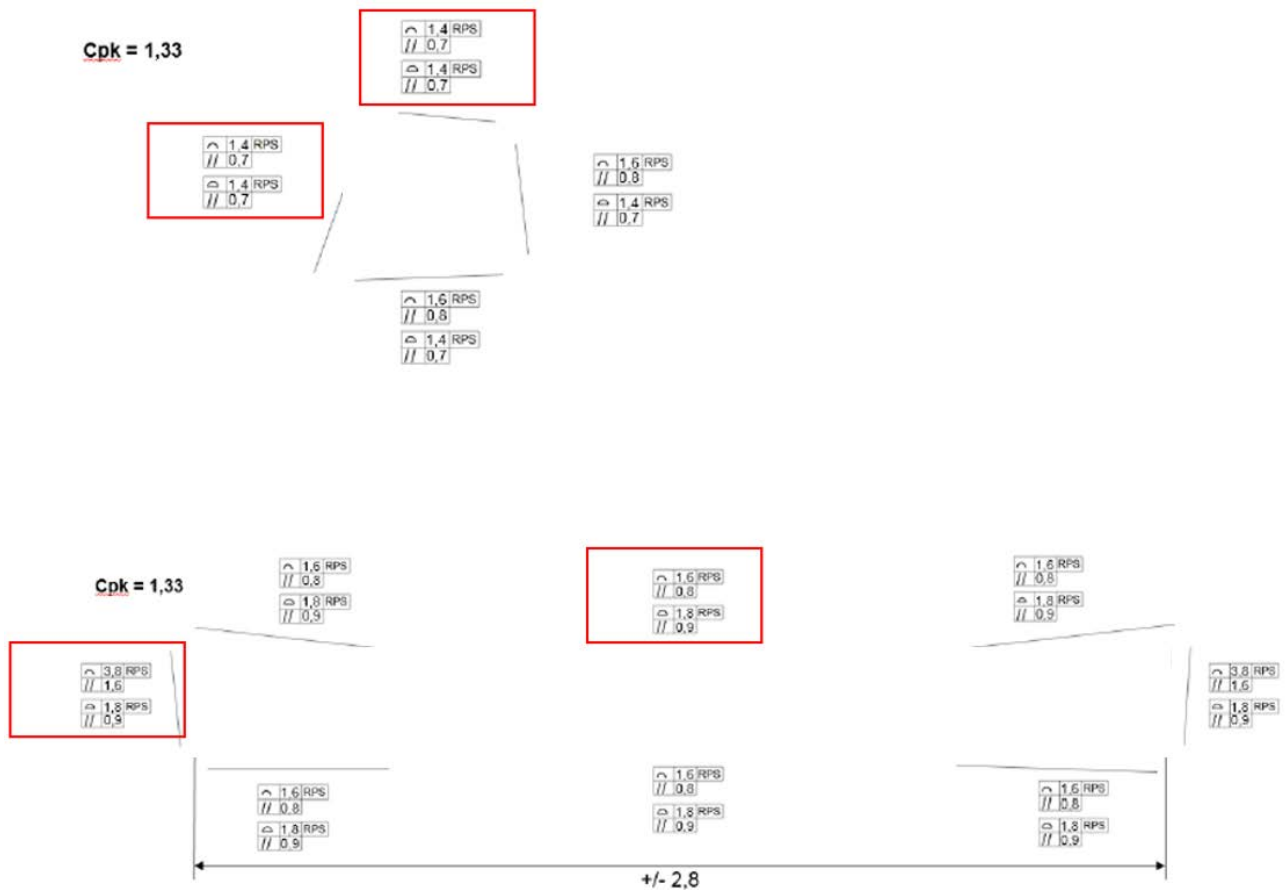 Cpk = 1,33
⌒ 1,4 RPS
// 0,7
⌓ 1,4 RPS
// 0,7
⌒ 1,4 RPS
// 0,7
⌓ 1,4 RPS
// 0,7
⌒ 1,6 RPS
// 0,8
⌓ 1,4 RPS
// 0,7
⌒ 1,6 RPS
// 0,8
⌓ 1,4 RPS
// 0,7
Cpk = 1,33
⌒ 1,6 RPS
// 0,8
⌓ 1,8 RPS
// 0,9
⌒ 1,6 RPS
// 0,8
⌓ 1,8 RPS
// 0,9
⌒ 1,6 RPS
// 0,8
⌓ 1,8 RPS
// 0,9
⌒ 3,8 RPS
// 1,6
⌓ 1,8 RPS
// 0,9
⌒ 3,8 RPS
// 1,6
⌓ 1,8 RPS
// 0,9
⌒ 1,6 RPS
// 0,8
⌓ 1,8 RPS
// 0,9
⌒ 1,6 RPS
// 0,8
⌓ 1,8 RPS
// 0,9
⌒ 1,6 RPS
// 0,8
⌓ 1,8 RPS
// 0,9
+/- 2,8